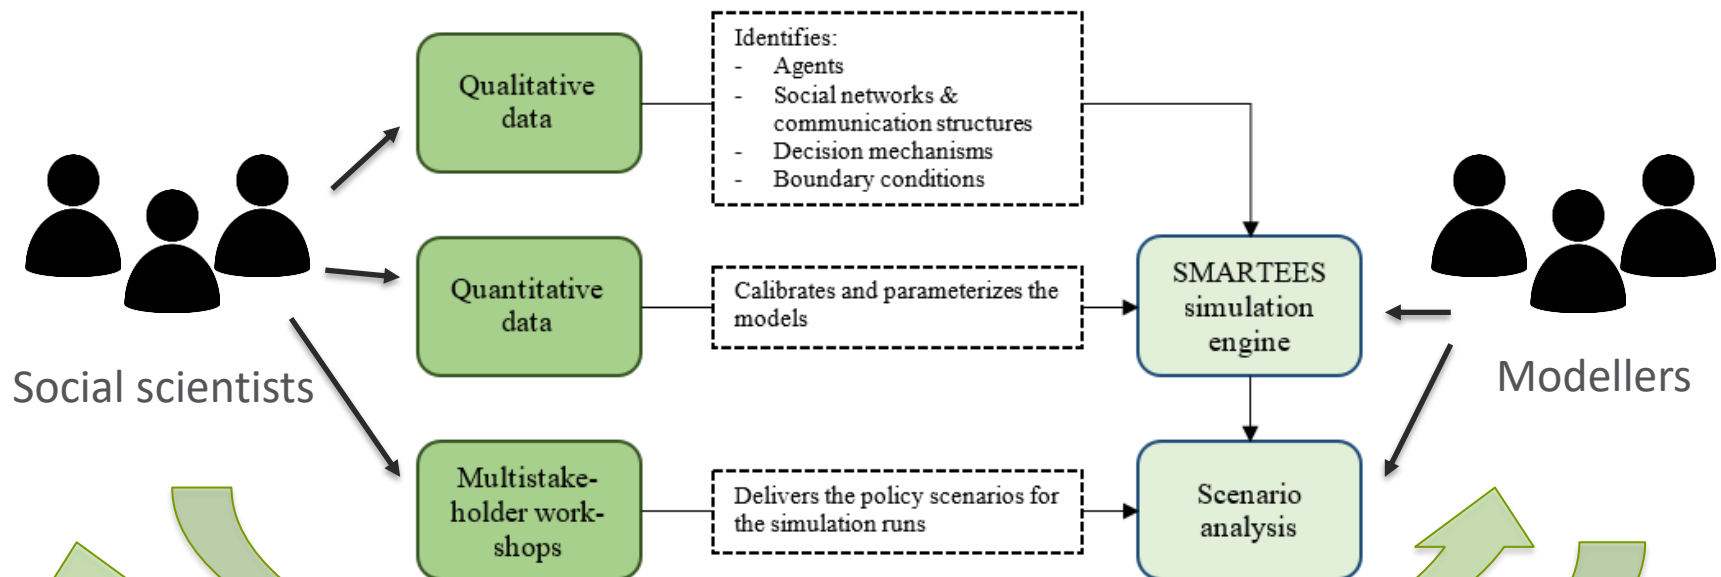 Qualitative
data
Identifies:
- Agents
- Social networks &
communication structures
- Decision mechanisms
- Boundary conditions
Social scientists
Quantitative
data
Calibrates and parameterizes the
models
SMARTEES
simulation
engine
Modellers
Multistake-
holder work-
shops
Delivers the policy scenarios for
the simulation runs
Scenario
analysis